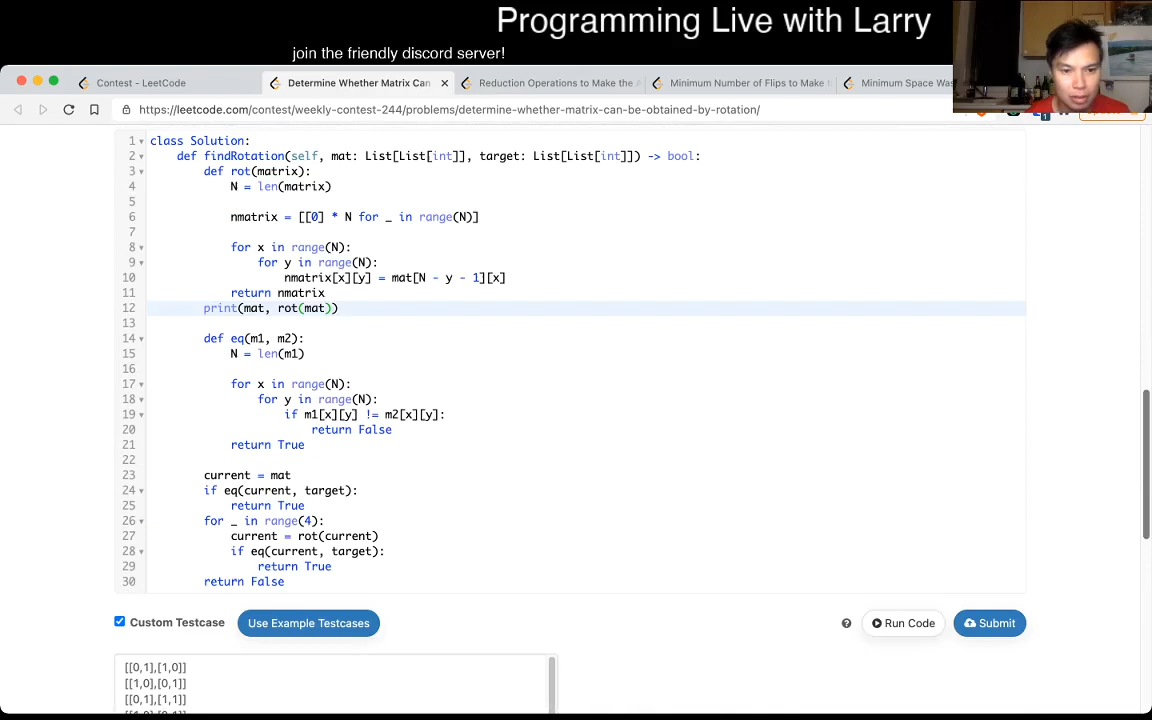 Programming Live with Larry
join the friendly discord server!
Contest - LeetCode
Determine Whether Matrix Can
Reduction Operations to Make the
Minimum Number of Flips to Make
Minimum Space Was
https://leetcode.com/contest/weekly-contest-244/problems/determine-whether-matrix-can-be-obtained-by-rotation/
1 class Solution:
2 def findRotation(self, mat: List[List[int]], target: List[List[int]]) -> bool:
3 def rot(matrix):
4 N = len(matrix)
5
6 nmatrix = [[0] * N for _ in range(N)]
7
8 for x in range(N):
9 for y in range(N):
10 nmatrix[x][y] = mat[N - y - 1][x]
11 return nmatrix
12 print(mat, rot(mat))
13
14 def eq(m1, m2):
15 N = len(m1)
16
17 for x in range(N):
18 for y in range(N):
19 if m1[x][y] != m2[x][y]:
20 return False
21 return True
22
23 current = mat
24 if eq(current, target):
25 return True
26 for _ in range(4):
27 current = rot(current)
28 if eq(current, target):
29 return True
30 return False
Custom Testcase
Use Example Testcases
?
Run Code
Submit
[[0,1],[1,0]]
[[1,0],[0,1]]
[[0,1],[1,1]]